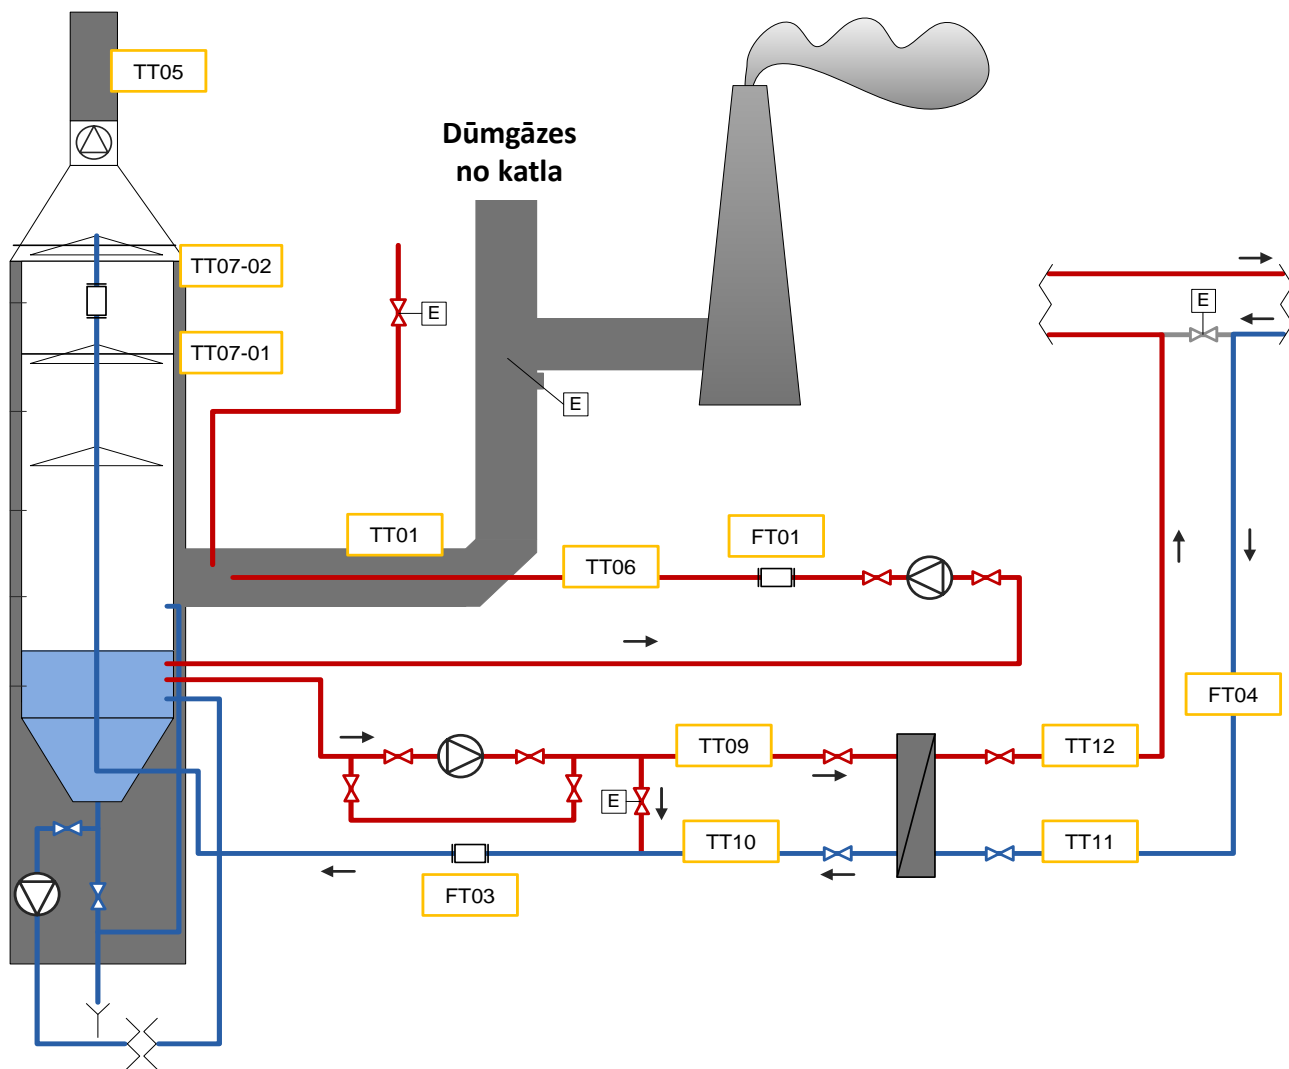 TT05
Dūmgāzes
no katla
TT07-02
E
E
TT07-01
E
TT01
FT01
TT06
FT04
TT09
TT12
E
TT10
TT11
FT03